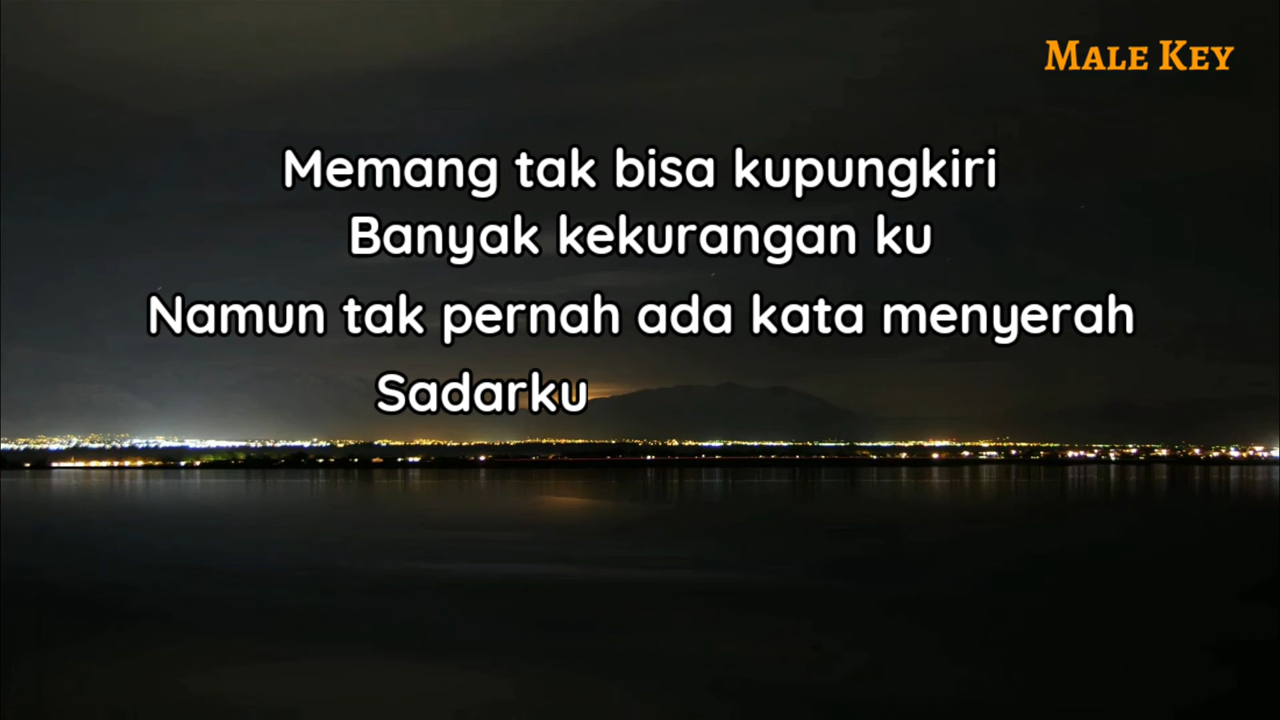 Male Key
Memang tak bisa kupungkiri
Banyak kekurangan ku
Namun tak pernah ada kata menyerah
Sadarku